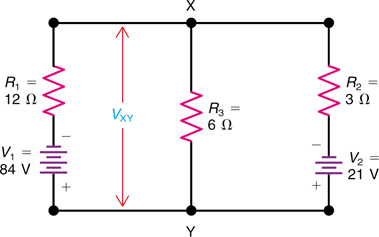 X
R1 =
12 Ω
VXY
R3 =
6 Ω
R2 =
3 Ω
−
V1 =
84 V
+
−
V2 =
21 V
+
Y